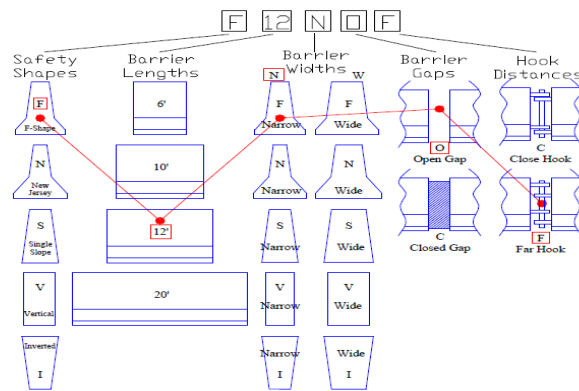 F 12 N O F
Safety Shapes
Barrier Lengths
Barrier Widths
Barrier Gaps
Hook Distances
F
F-Shape
6'
N
F
Narrow
W
F
Wide
O
Open Gap
C
Close Hook
N
New Jersey
10'
N
Narrow
N
Wide
S
Single Slope
12'
S
Narrow
S
Wide
C
Closed Gap
F
Far Hook
V
Vertical
20'
V
Narrow
V
Wide
Inverted
I
Narrow
I
Wide
I